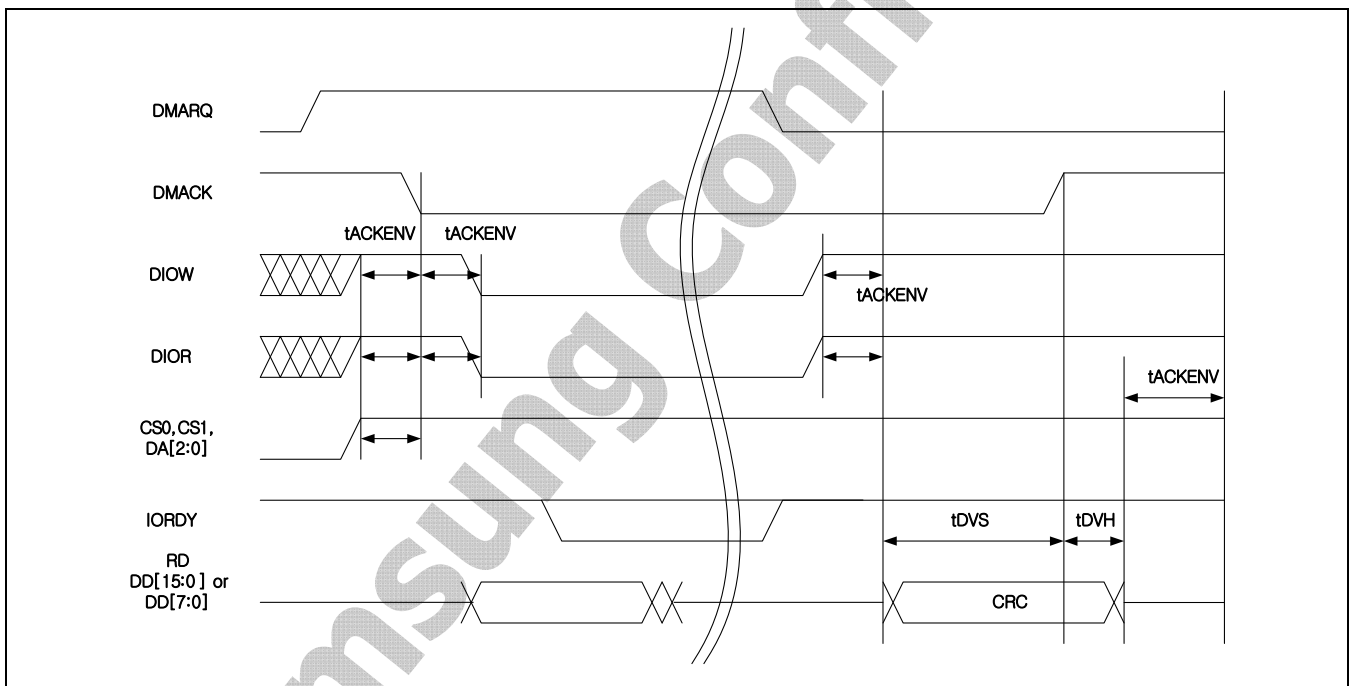 DMARQ
DMACK
tACKENV tACKENV
DIOW
tACKENV
DIOR
tACKENV
CS0, CS1,
DA[2:0]
IORDY
tDVS tDVH
RD
DD[15:0] or
DD[7:0]
CRC
msung Confi